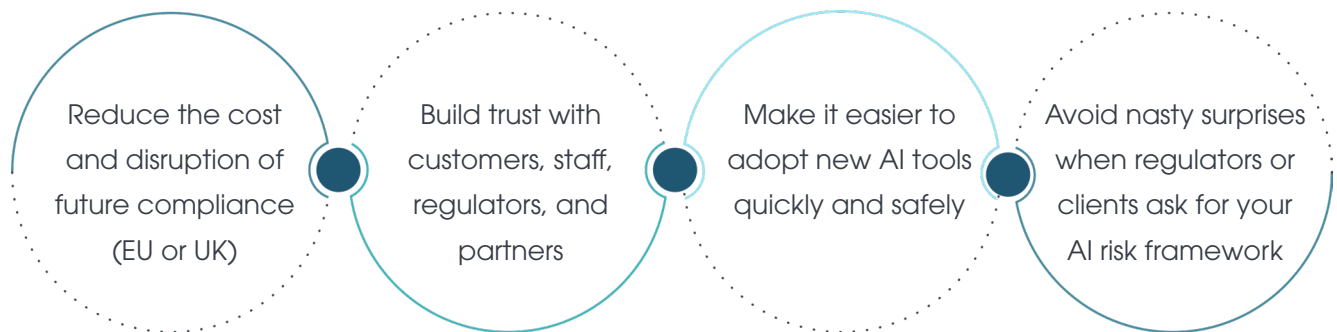 Reduce the cost
and disruption of
future compliance
(EU or UK)
Build trust with
customers, staff,
regulators, and
partners
Make it easier to
adopt new AI tools
quickly and safely
Avoid nasty surprises
when regulators or
clients ask for your
AI risk framework